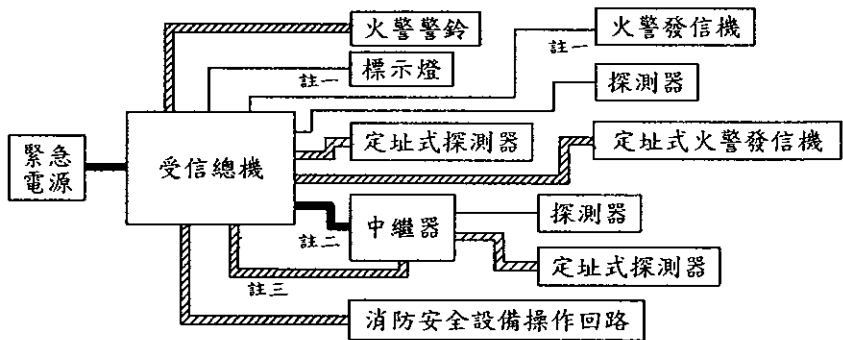 火警警鈴
火警發信機
註一
註一
標示燈
探測器
緊急
電源
受信總機
定址式探測器
定址式火警發信機
註二
中繼器
探測器
註三
定址式探測器
消防安全設備操作回路